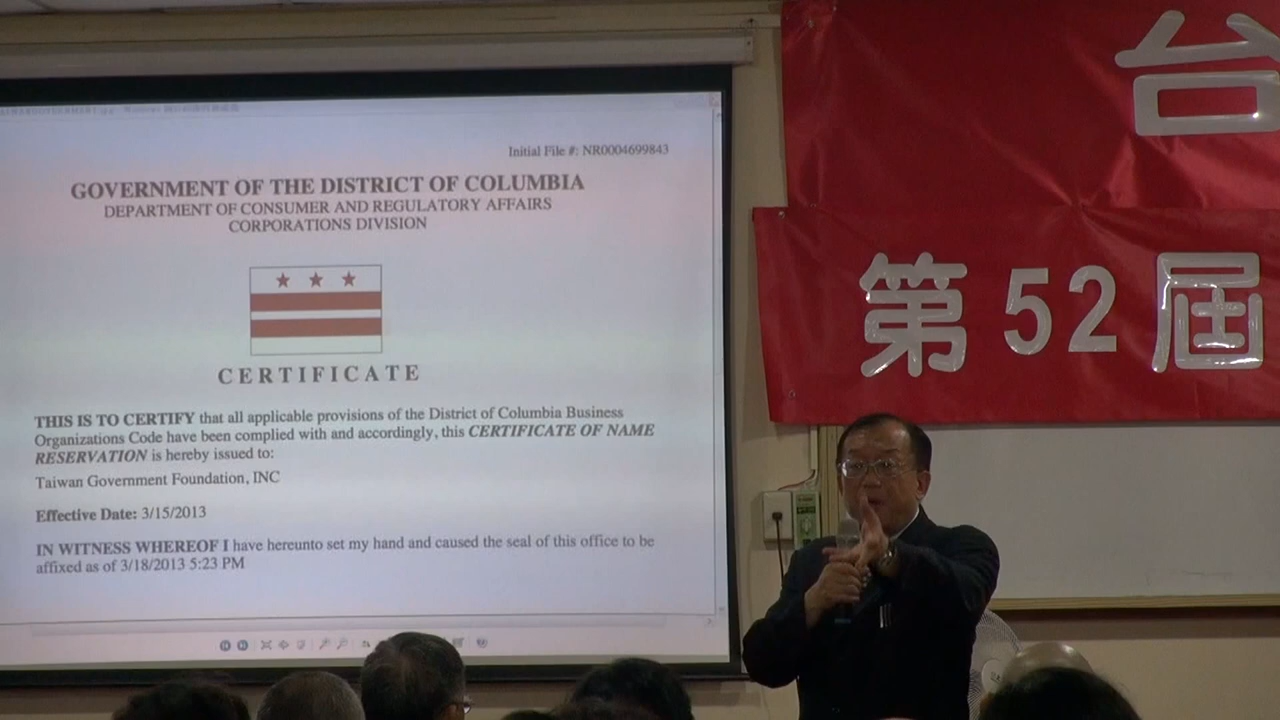 Initial File #: NR0004699843
GOVERNMENT OF THE DISTRICT OF COLUMBIA
DEPARTMENT OF CONSUMER AND REGULATORY AFFAIRS
CORPORATIONS DIVISION
CERTIFICATE
THIS IS TO CERTIFY that all applicable provisions of the District of Columbia Business
Organizations Code have been complied with and accordingly, this CERTIFICATE OF NAME
RESERVATION is hereby issued to:
Taiwan Government Foundation, INC
Effective Date: 3/15/2013
IN WITNESS WHEREOF I have hereunto set my hand and caused the seal of this office to be
affixed as of 3/18/2013 5:23 PM
台
第52屆